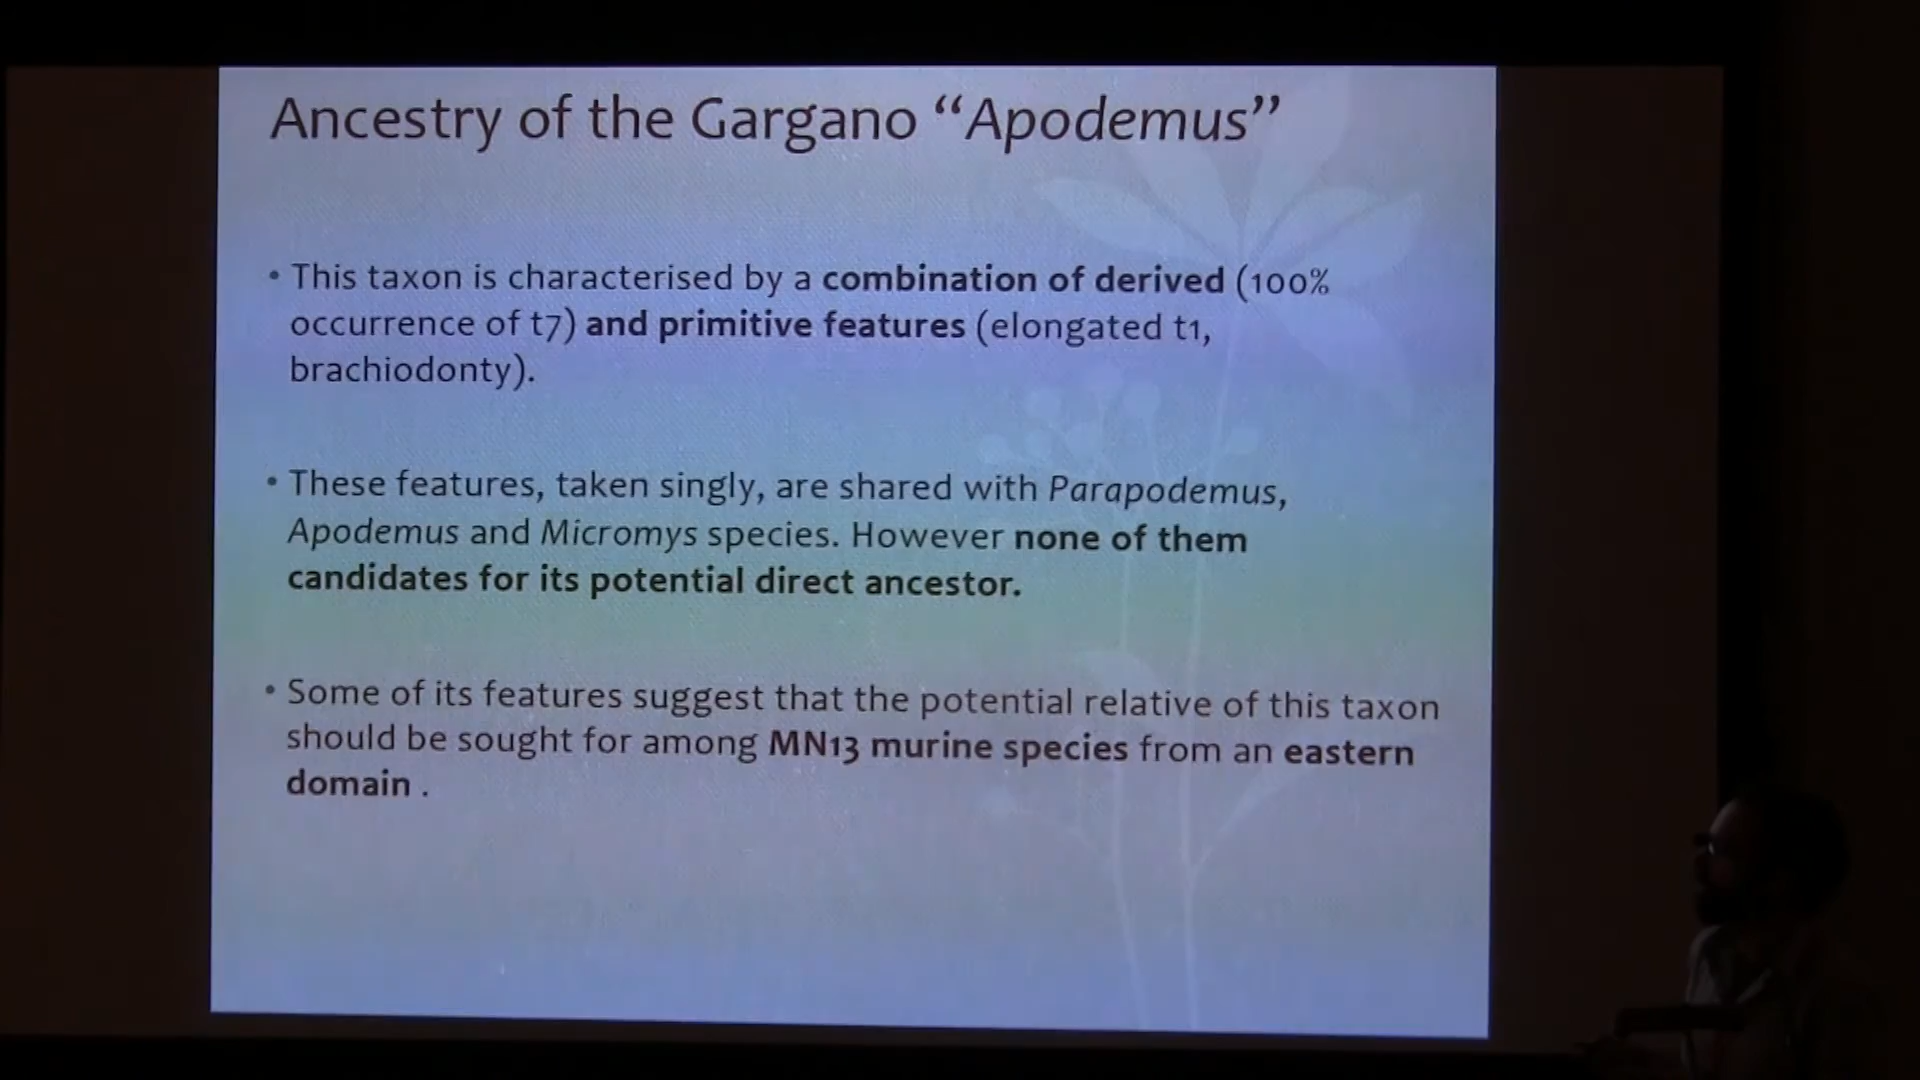 Ancestry of the Gargano “Apodemus”
• This taxon is characterised by a combination of derived (100%
occurrence of t7) and primitive features (elongated t1,
brachiodonty).
• These features, taken singly, are shared with Parapodemus,
Apodemus and Micromys species. However none of them
candidates for its potential direct ancestor.
• Some of its features suggest that the potential relative of this taxon
should be sought for among MN13 murine species from an eastern
domain .